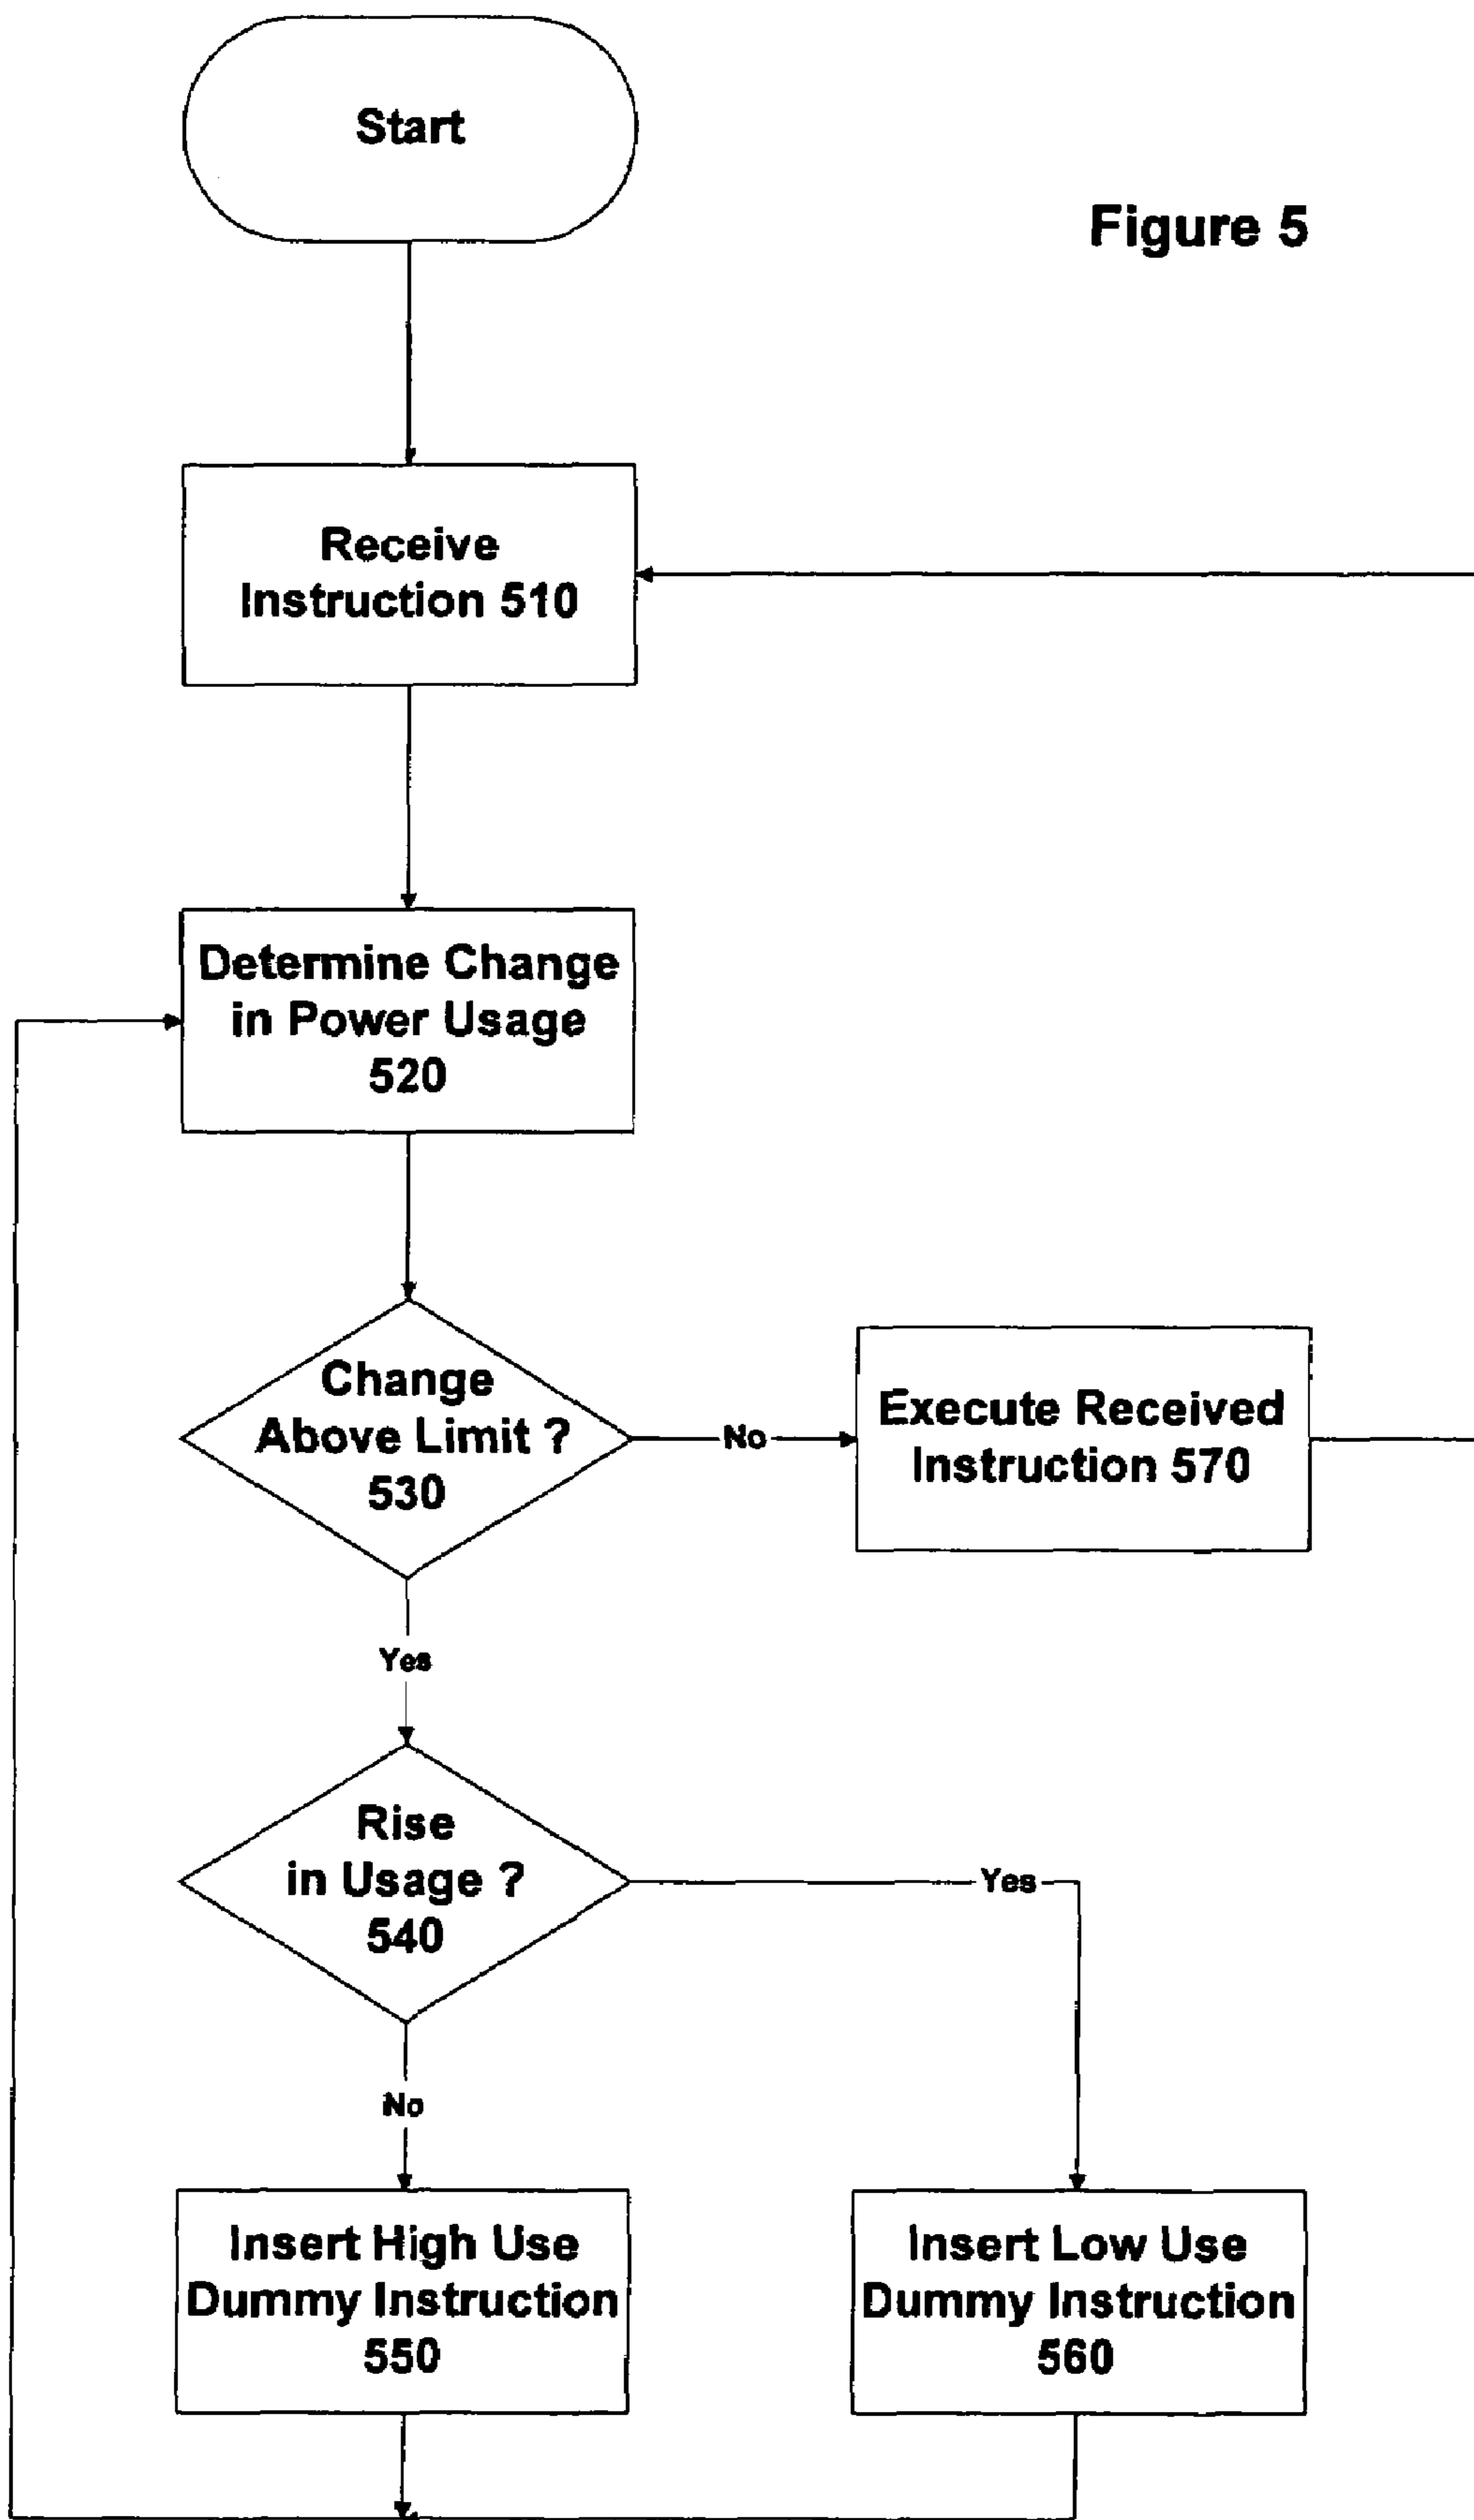 Start
Figure 5
Receive
Instruction 510
Determine Change
in Power Usage
520
Change
Above Limit ?
530
No
Execute Received
Instruction 570
Yes
Rise
in Usage ?
540
Yes
No
Insert High Use
Dummy Instruction
550
Insert Low Use
Dummy Instruction
560